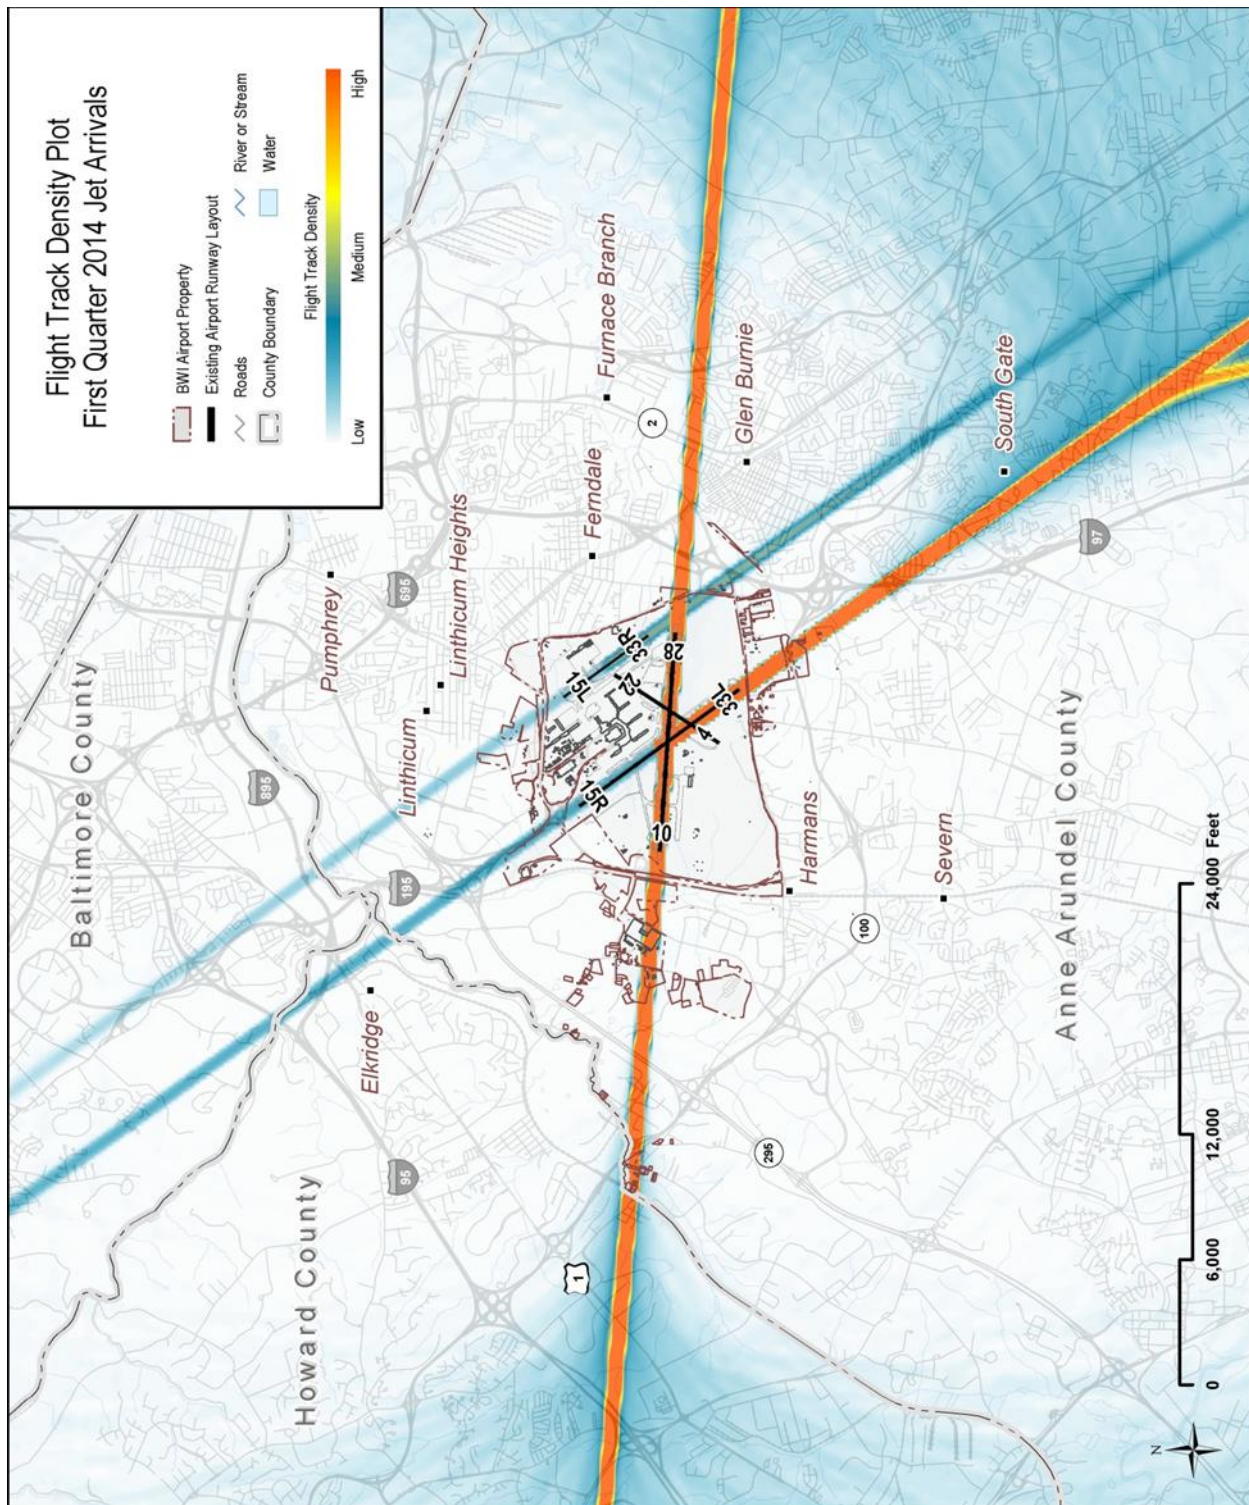 Flight Track Density Plot
First Quarter 2014 Jet Arrivals
BWI Airport Property
Existing Airport Runway Layout
Roads
River or Stream
County Boundary
Water
Flight Track Density
Low
Medium
High
Baltimore County
Howard County
Anne Arundel County
Pumphrey
Linthicum Heights
Linthicum
Ferndale
Furnace Branch
Glen Burnie
South Gate
Elkridge
Harmans
Severn
895
695
195
95
97
1
2
100
295
15L
33R
22
28
15R
33L
4
10
0
6,000
12,000
24,000 Feet
N